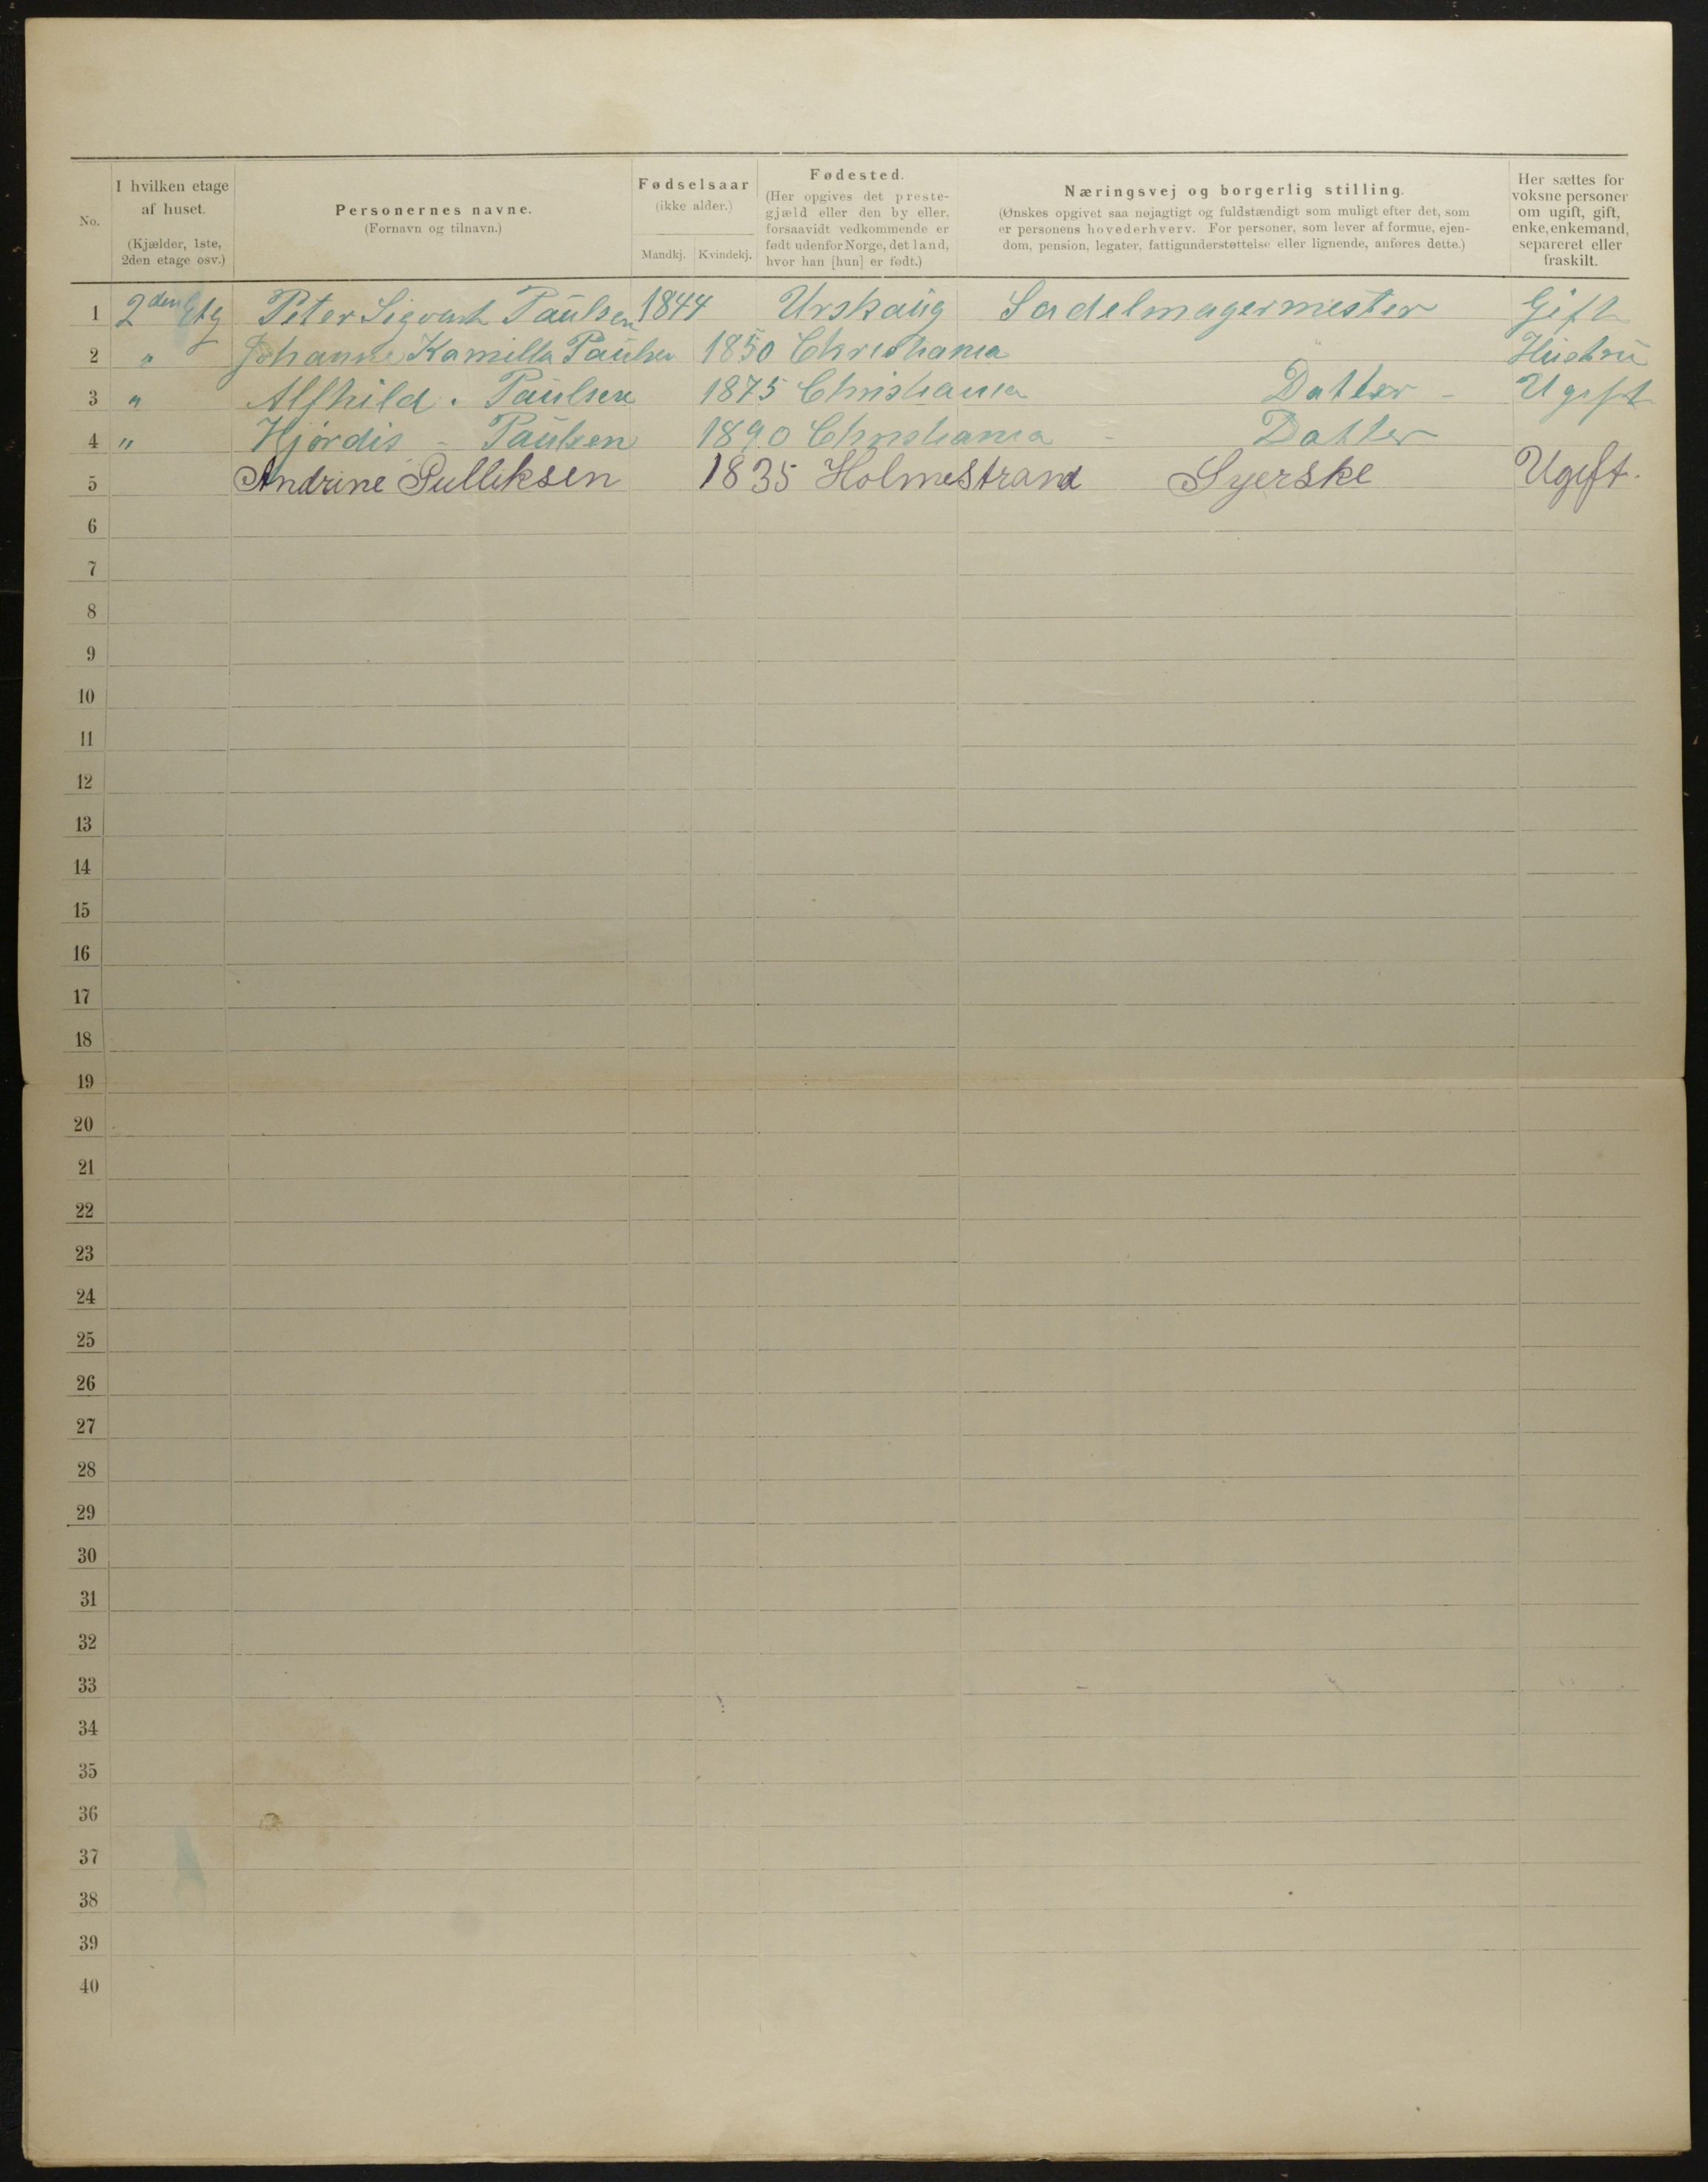 No.
I hvilken etage
af huset.
(Kjælder, 1ste,
2den etage osv.)
Personernes navne.
(Fornavn og tilnavn.)
Fødselsaar
(ikke alder.)
Mandkj. Kvindekj.
Fødested.
(Her opgives det preste-
gjæld eller den by eller,
forsaavidt vedkommende er
født udenfor Norge, det land,
hvor han [hun] er født.)
Næringsvej og borgerlig stilling.
(Ønskes opgivet saa nøjagtigt og fuldstændigt som muligt efter det, som
er personens hovederhverv. For personer, som lever af formue, ejen-
dom, pension, legater, fattigunderstøttelse eller lignende, anføres dette.)
Her sættes for
voksne personer
om ugift, gift,
enke, enkemand,
separeret eller
fraskilt.
1 2den Etg Peter Sigvart Paulsen 1844 Urskaug Sadelmagermester Gift
2 " Johanne Kamilla Paulsen 1850 Christiania Hustru
3 " Alfhild. Paulsen 1875 Christiania Datter - Ugift
4 " Hjørdis - Paulsen 1890 Christiania - Datter
5 Andrine Sulliksen 1835 Holmestrand Syerske Ugift.
6
7
8
9
10
11
12
13
14
15
16
17
18
19
20
21
22
23
24
25
26
27
28
29
30
31
32
33
34
35
36
37
38
39
40